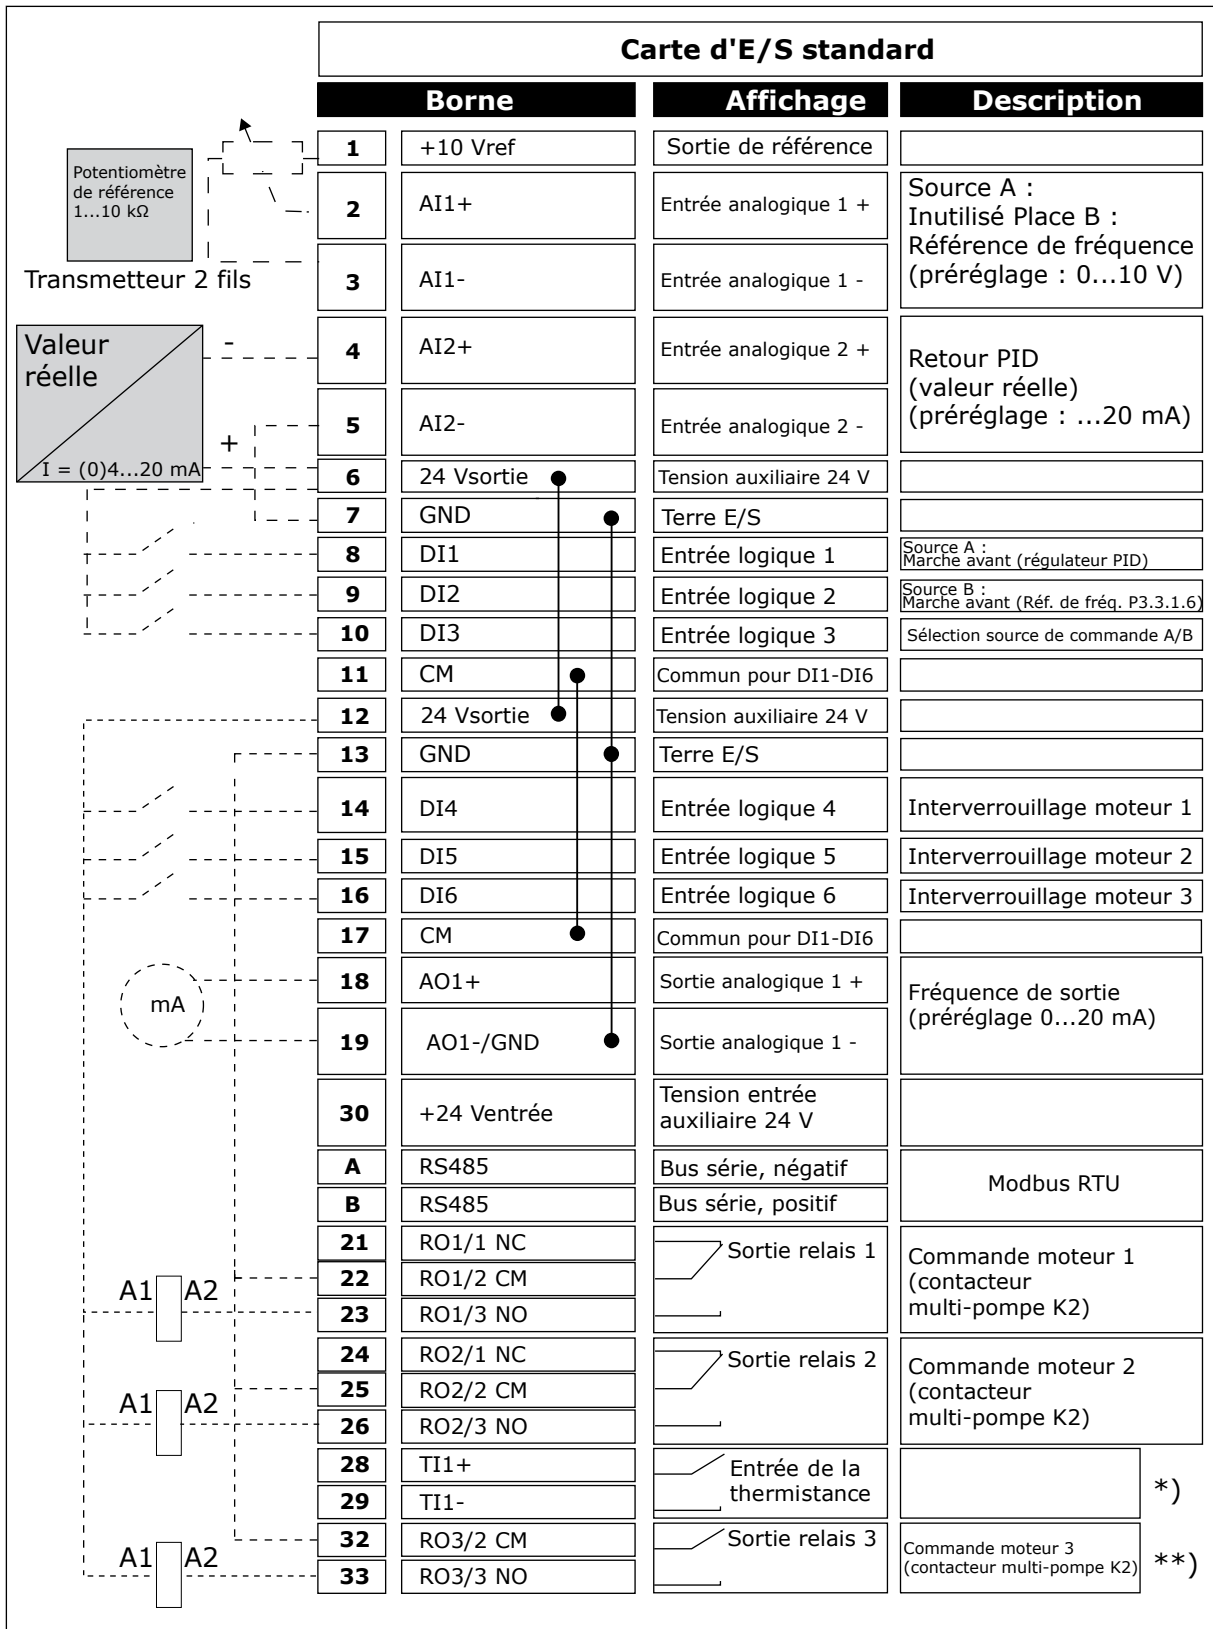 Carte d'E/S standard
Borne Affichage Description
Potentiomètre
de référence
1...10 kΩ
Transmetteur 2 fils
1 +10 Vref Sortie de référence
2 AI1+ Entrée analogique 1 +
3 AI1- Entrée analogique 1 -
Source A :
Inutilisé Place B :
Référence de fréquence
(préréglage : 0...10 V)
Valeur
réelle
-
+
I = (0)4...20 mA
4 AI2+ Entrée analogique 2 +
5 AI2- Entrée analogique 2 -
Retour PID
(valeur réelle)
(préréglage : ...20 mA)
6 24 Vsortie Tension auxiliaire 24 V
7 GND Terre E/S
8 DI1 Entrée logique 1
Source A :
Marche avant (régulateur PID)
9 DI2 Entrée logique 2
Source B :
Marche avant (Réf. de fréq. P3.3.1.6)
10 DI3 Entrée logique 3 Sélection source de commande A/B
11 CM Commun pour DI1-DI6
12 24 Vsortie Tension auxiliaire 24 V
13 GND Terre E/S
14 DI4 Entrée logique 4 Interverrouillage moteur 1
15 DI5 Entrée logique 5 Interverrouillage moteur 2
16 DI6 Entrée logique 6 Interverrouillage moteur 3
17 CM Commun pour DI1-DI6
mA
18 AO1+ Sortie analogique 1 +
19 AO1-/GND Sortie analogique 1 -
Fréquence de sortie
(préréglage 0...20 mA)
30 +24 Ventrée
Tension entrée
auxiliaire 24 V
A RS485 Bus série, négatif
B RS485 Bus série, positif
Modbus RTU
21 RO1/1 NC Sortie relais 1
22 RO1/2 CM
23 RO1/3 NO
A1 A2
Commande moteur 1
(contacteur
multi-pompe K2)
24 RO2/1 NC Sortie relais 2
25 RO2/2 CM
26 RO2/3 NO
A1 A2
Commande moteur 2
(contacteur
multi-pompe K2)
28 TI1+
29 TI1-
Entrée de la
thermistance
*)
32 RO3/2 CM Sortie relais 3
33 RO3/3 NO
A1 A2
Commande moteur 3
(contacteur multi-pompe K2)
**)